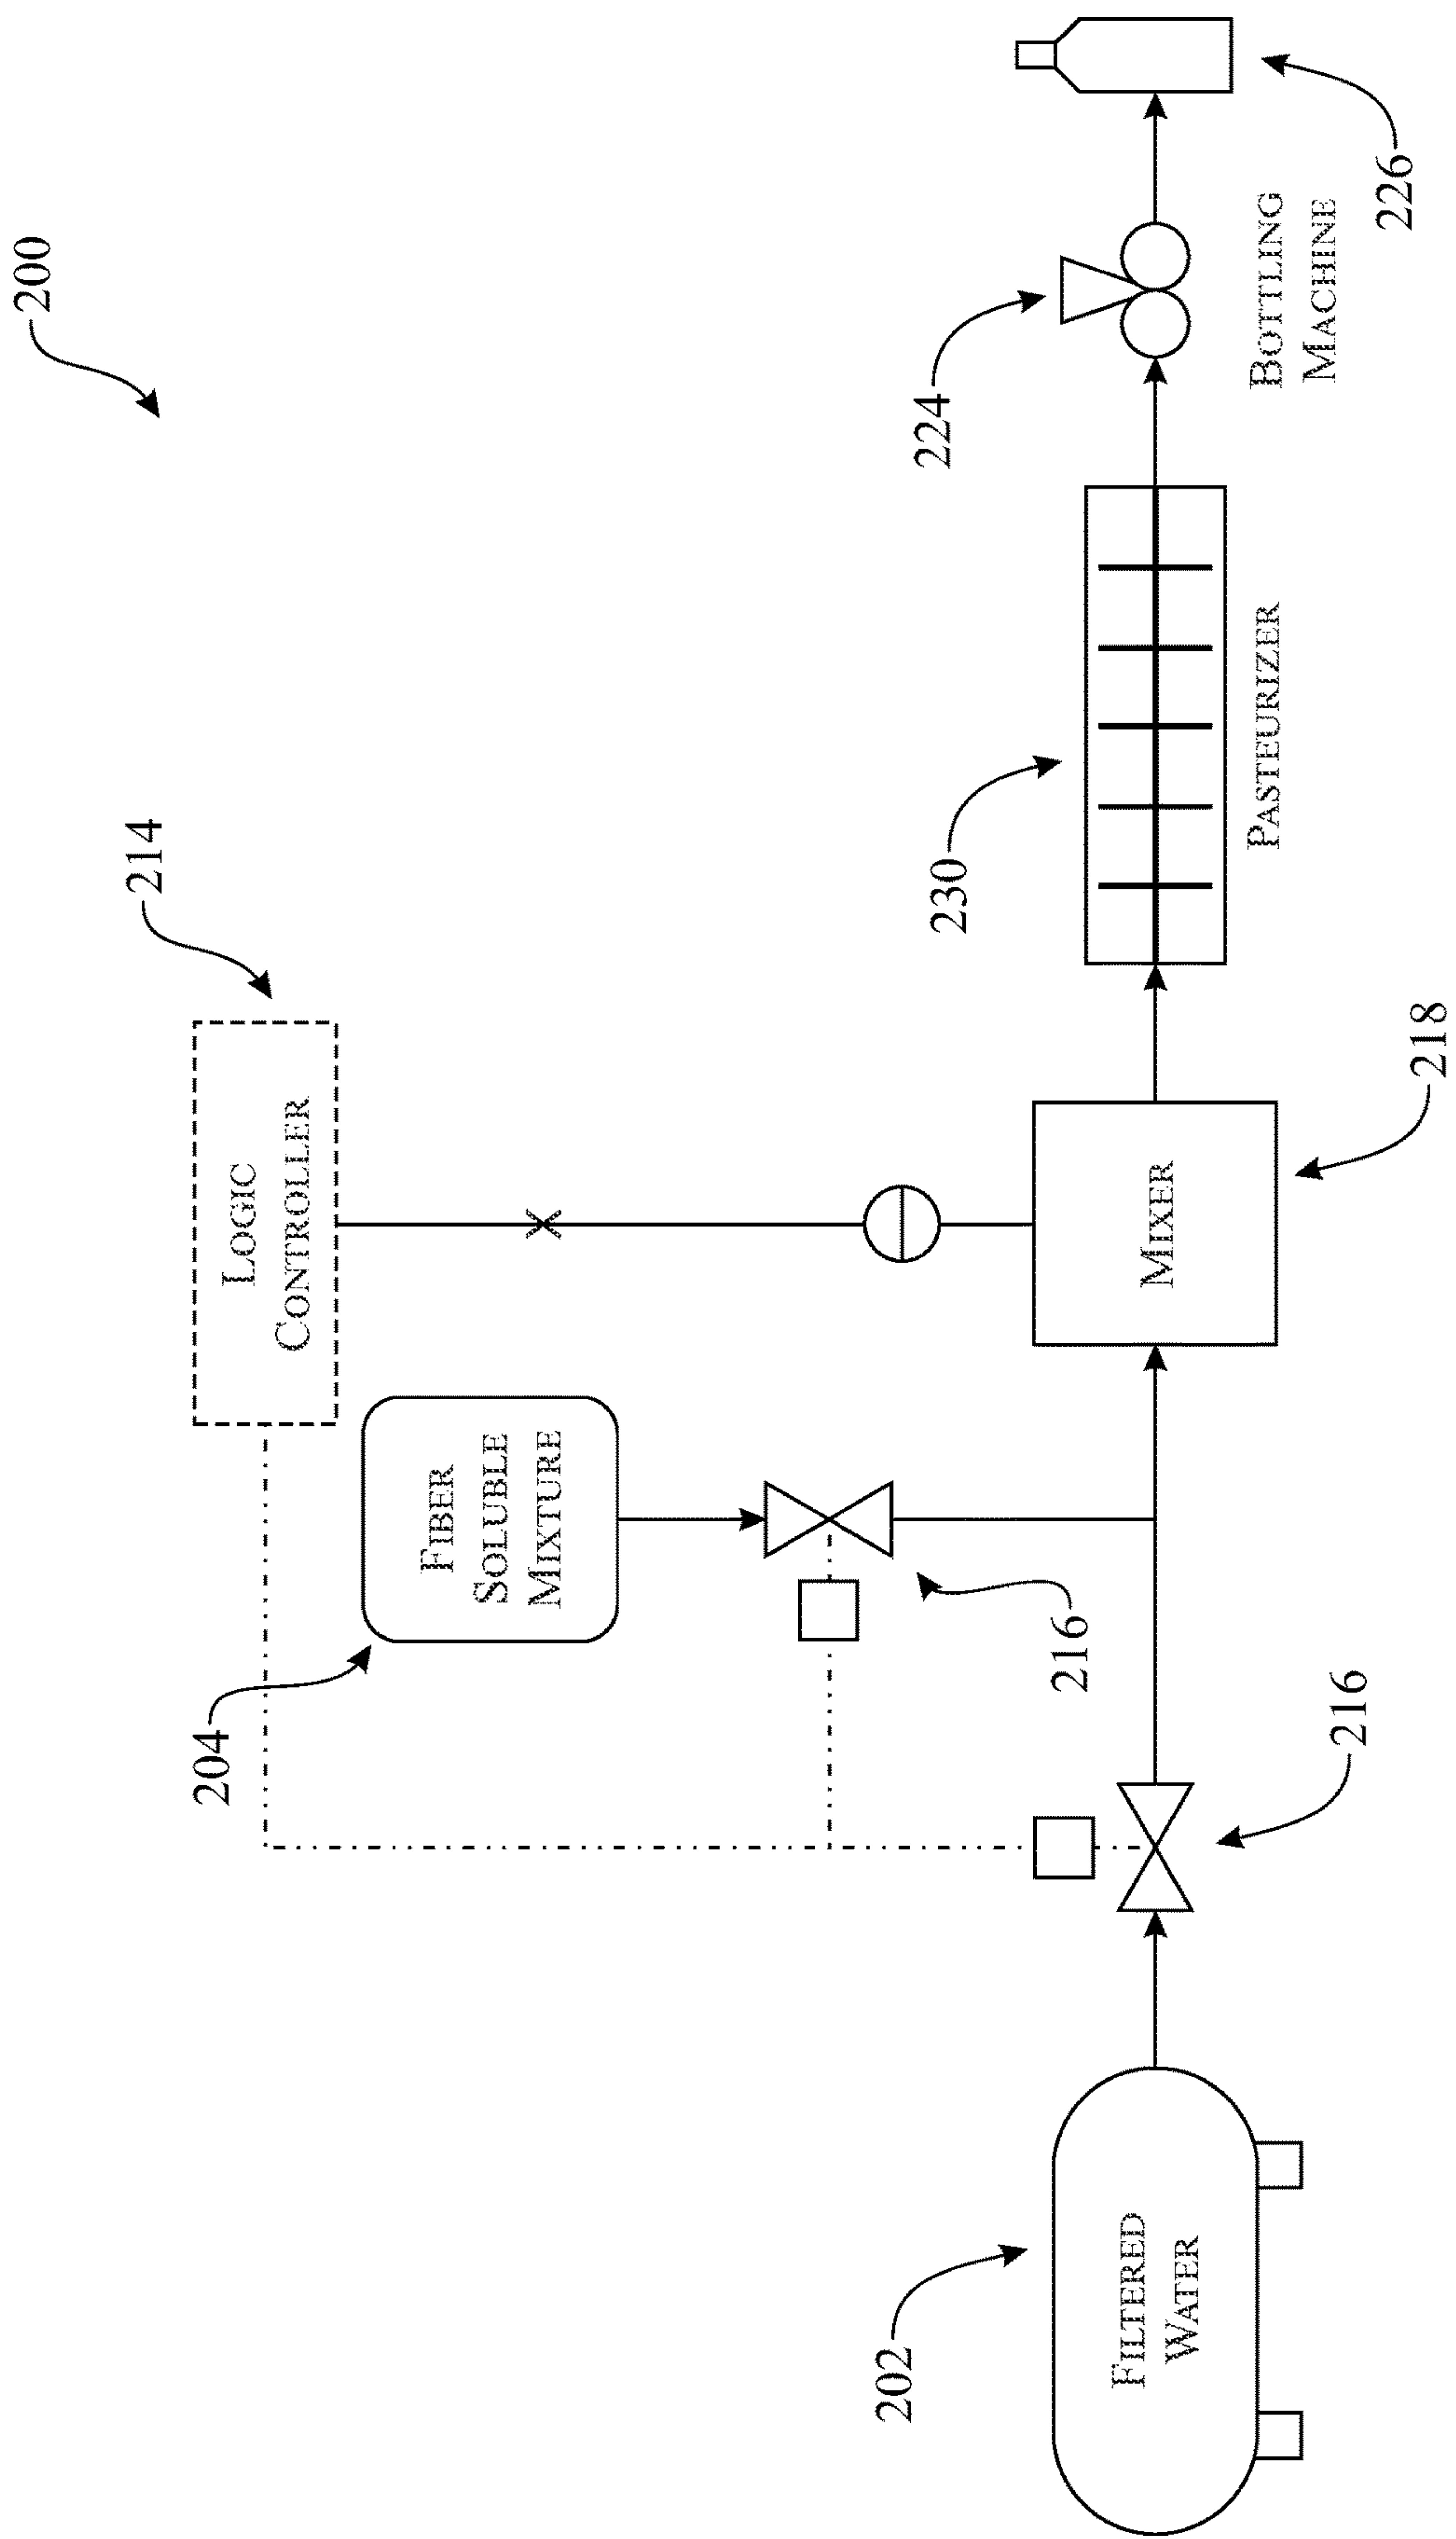 200
214
LOGIC
CONTROLLER
204
FIBER
SOLUBLE
MIXTURE
216
216
202
FILTERED
WATER
MIXER
218
230
PASTEURIZER
224
BOTTLING
MACHINE
226